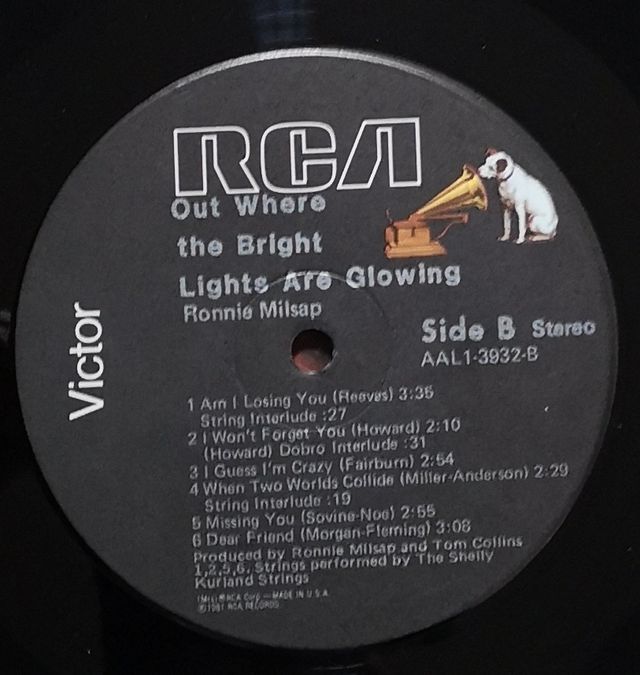 RCA
Out Where
the Bright
Lights Are Glowing
Ronnie Milsap
Victor
Side B Stereo
AAL1-3932-B
1 Am I Losing You (Reeves) 3:35
String Interlude :27
2 I Won't Forget You (Howard) 2:10
(Howard) Dobro Interlude :31
3 I Guess I'm Crazy (Fairburn) 2:54
4 When Two Worlds Collide (Miller-Anderson) 2:29
String Interlude :19
5 Missing You (Sovine-Noe) 2:55
6 Dear Friend (Morgan-Fleming) 3:08
Produced by Ronnie Milsap and Tom Collins
1,2,5,6, Strings performed by The Shelly
Kurland Strings
TM(s) ® RCA Corp — MADE IN U.S.A.
©1981 RCA RECORDS